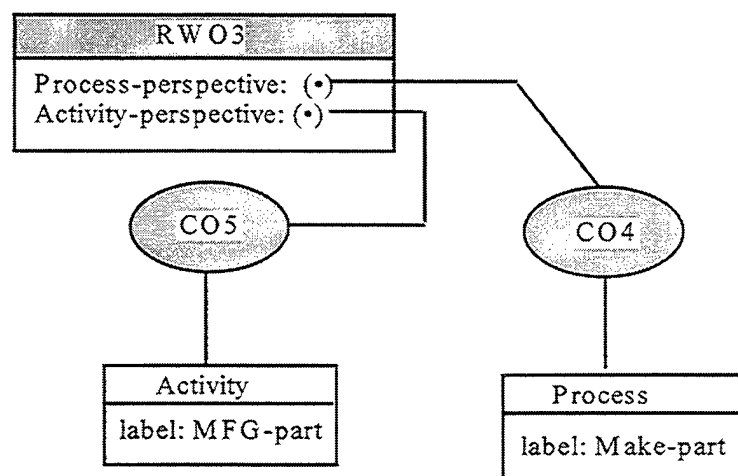 RWO3
Process-perspective: (•)
Activity-perspective: (•)
CO5
CO4
Activity
label: MFG-part
Process
label: Make-part